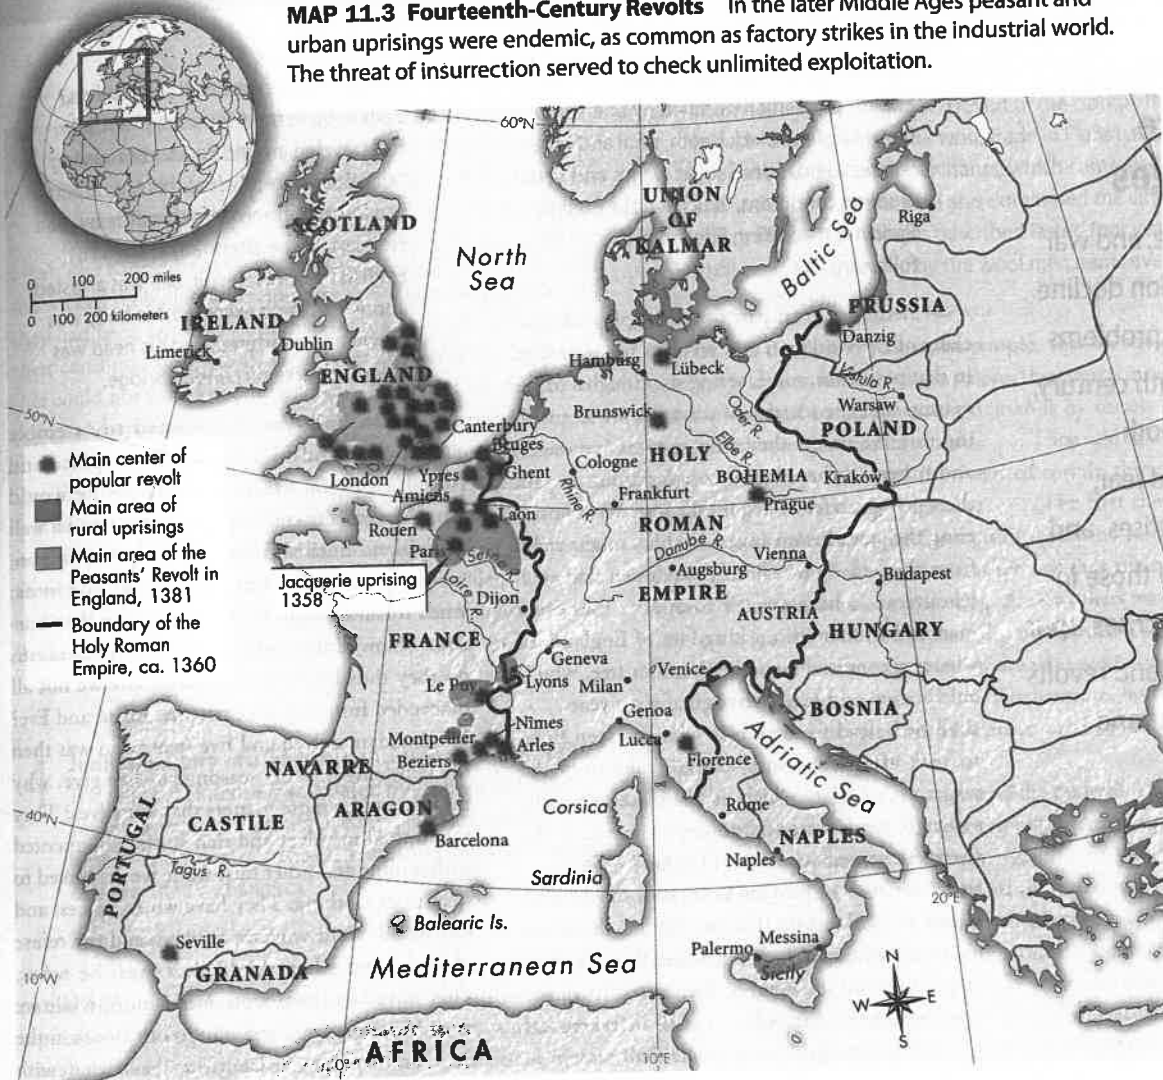 MAP 11.3 Fourteenth-Century Revolts In the later Middle Ages peasant and
urban uprisings were endemic, as common as factory strikes in the industrial world.
The threat of insurrection served to check unlimited exploitation.
60°N
UNION
OF
KALMAR
SCOTLAND
North
Sea
Baltic Sea
Riga
0 100 200 miles
0 100 200 kilometers
IRELAND
Limerick
Dublin
ENGLAND
PRUSSIA
Danzig
Hamburg
Lübeck
Vistula R.
Warsaw
POLAND
Oder R.
50°N
Brunswick
Elbe R.
Canterbury
Bruges
Ghent
Ypres
London
Amiens
Cologne
HOLY
BOHEMIA
Kraków
Rhine R.
Frankfurt
Prague
Laon
Rouen
ROMAN
Paris
Seine R.
Danube R.
Vienna
Augsburg
Budapest
Loire R.
EMPIRE
Main center of
popular revolt
Main area of
rural uprisings
Main area of the
Peasants' Revolt in
England, 1381
Boundary of the
Holy Roman
Empire, ca. 1360
Jacquerie uprising
1358
Dijon
AUSTRIA
HUNGARY
FRANCE
Geneva
Le Puy
Lyons
Milan
Venice
BOSNIA
Genoa
Nîmes
Montpellier
Arles
Beziers
Lucca
Florence
Adriatic Sea
NAVARRE
ARAGON
Corsica
Rome
40°N
CASTILE
PORTUGAL
Barcelona
NAPLES
Naples
Tagus R.
Sardinia
20°E
Balearic Is.
Seville
Palermo
Messina
Sicily
GRANADA
Mediterranean Sea
10°W
N
W
E
S
AFRICA
0°
10°E